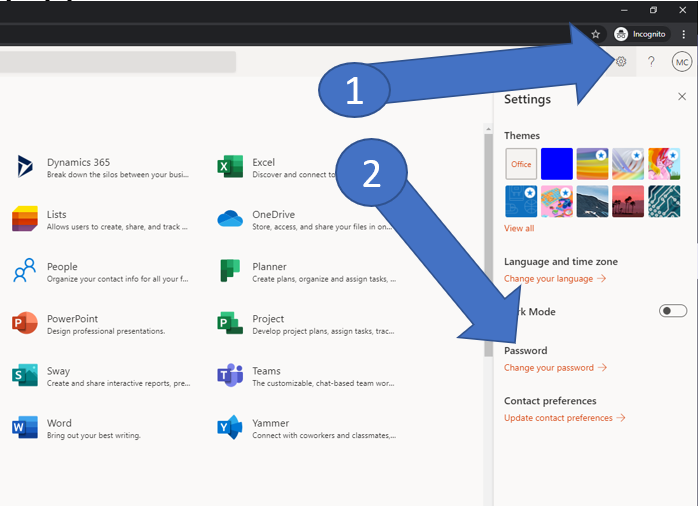 Incognito
?
MC
1
Settings
Themes
Office
View all
2
Dynamics 365
Break down the silos between your busi...
Excel
Discover and connect to
Lists
Allows users to create, share, and track ...
OneDrive
Store, access, and share your files in on...
Language and time zone
Change your language →
People
Organize your contact info for all your f...
Planner
Create plans, organize and assign tasks, ...
rk Mode
PowerPoint
Design professional presentations.
Project
Develop project plans, assign tasks, trac...
Password
Change your password →
Sway
Create and share interactive reports, pre...
Teams
The customizable, chat-based team wor...
Contact preferences
Update contact preferences →
Word
Bring out your best writing.
Yammer
Connect with coworkers and classmates,...